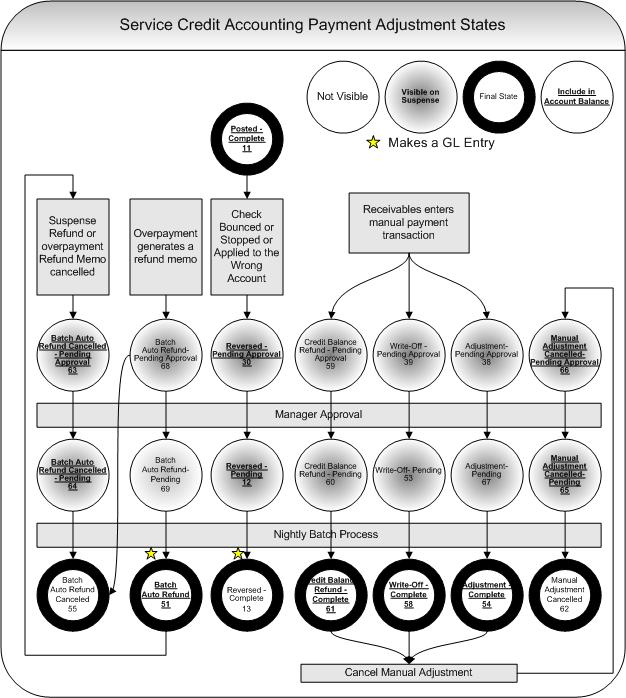 Service Credit Accounting Payment Adjustment States
Not Visible
Visible on
Suspense
Final State
Include in
Account Balance
Makes a GL Entry
Posted -
Complete
11
Suspense
Refund or
overpayment
Refund Memo
cancelled
Overpayment
generates a
refund memo
Check
Bounced or
Stopped or
Applied to the
Wrong
Account
Receivables enters
manual payment
transaction
Batch Auto
Refund Cancelled
- Pending
Approval
63
Batch
Auto Refund-
Pending Approval
68
Reversed -
Pending Approval
30
Credit Balance
Refund - Pending
Approval
59
Write-Off -
Pending Approval
39
Adjustment-
Pending Approval
38
Manual
Adjustment
Cancelled-
Pending Approval
66
Manager Approval
Batch Auto
Refund Cancelled
- Pending
64
Batch
Auto Refund-
Pending
69
Reversed -
Pending
12
Credit Balance
Refund - Pending
60
Write-Off- Pending
53
Adjustment-
Pending
67
Manual
Adjustment
Cancelled-
Pending
65
Nightly Batch Process
Batch
Auto Refund
Canceled
55
Batch
Auto Refund
51
Reversed -
Complete
13
redit Balanc
Refund -
Complete
61
Write-Off -
Complete
58
Adjustment -
Complete
54
Manual
Adjustment
Cancelled
62
Cancel Manual Adjustment